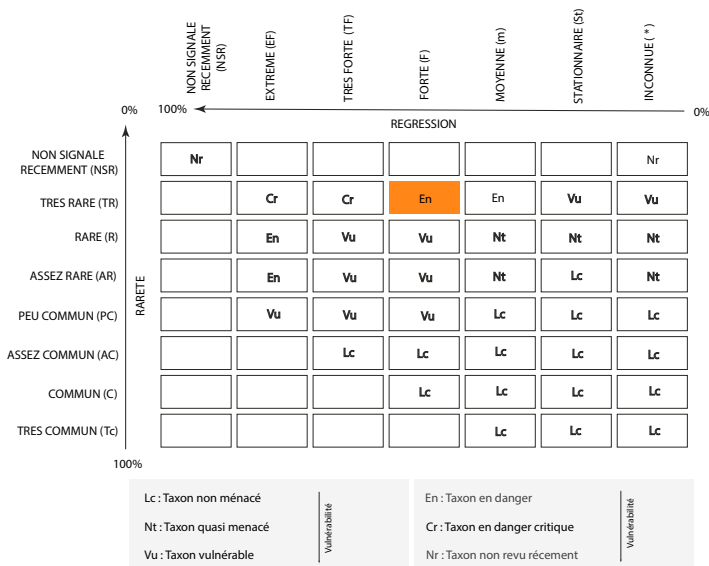 NON SIGNALE
RECEMMENT
(NSR)
EXTREME (EF)
TRES FORTE (TF)
FORTE (F)
MOYENNE (m)
STATIONNAIRE (St)
INCONNUE ( * )
0%
100%
0%
REGRESSION
NON SIGNALE
RECEMMENT (NSR)
Nr
Nr
TRES RARE (TR)
Cr
Cr
En
En
Vu
Vu
RARE (R)
En
Vu
Vu
Nt
Nt
Nt
RARETE
ASSEZ RARE (AR)
En
Vu
Vu
Nt
Lc
Nt
PEU COMMUN (PC)
Vu
Vu
Vu
Lc
Lc
Lc
ASSEZ COMMUN (AC)
Lc
Lc
Lc
Lc
Lc
COMMUN (C)
Lc
Lc
Lc
Lc
TRES COMMUN (Tc)
Lc
Lc
Lc
100%
Lc : Taxon non ménacé
Nt : Taxon quasi menacé
Vu : Taxon vulnérable
Vulnérabilité
En : Taxon en danger
Cr : Taxon en danger critique
Nr : Taxon non revu récement
Vulnérabilité